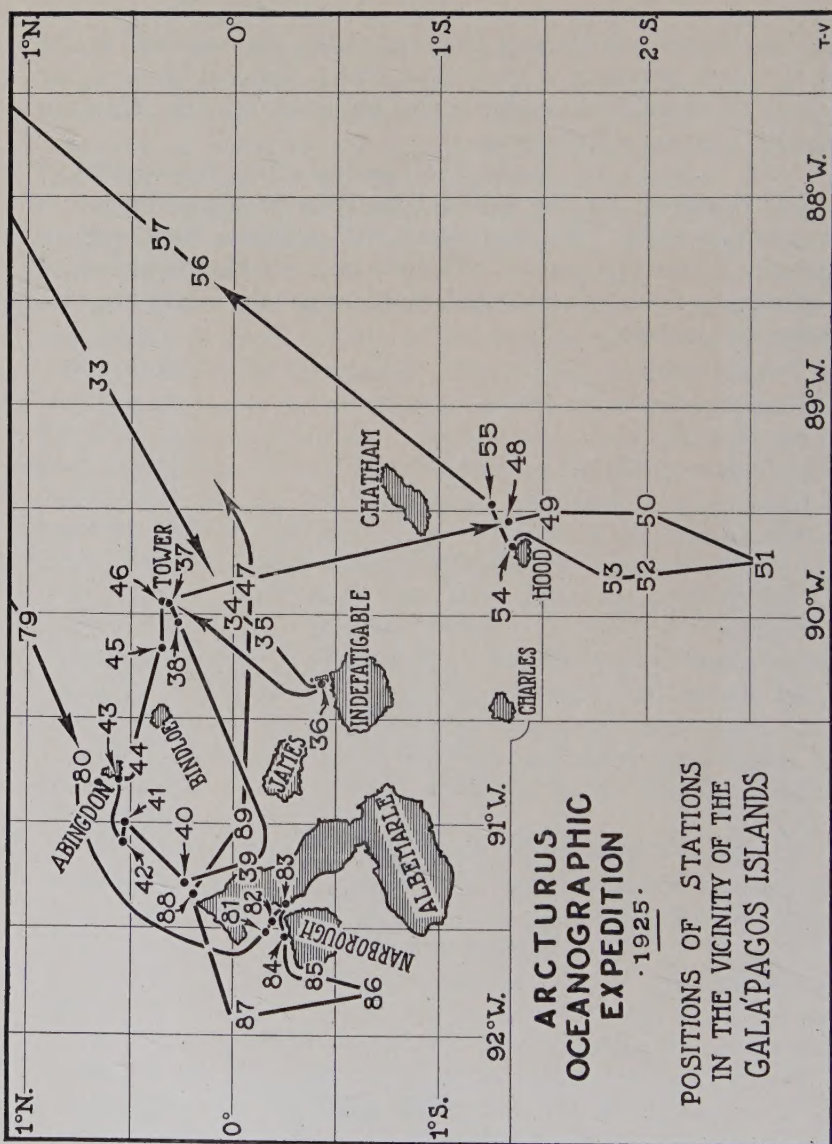 1°N.
0°
1°S.
2°S.
T-V
88°W.
89°W.
90°W.
91°W.
92°W.
1°N.
0°
1°S.
57
56
33
79
46
TOWER
37
45
38
34
47
35
36
INDEFATIGABLE
CHATHAM
55
48
49
50
51
52
53
54
HOOD
CHARLES
80
43
44
ABINGDON
41
42
40
BINDLOE
JAMES
89
39
88
81
82
83
84
85
86
87
ALBEMARLE
NARBOROUGH
ARCTURUS
OCEANOGRAPHIC
EXPEDITION
·1925·
POSITIONS OF STATIONS
IN THE VICINITY OF THE
GALÁPAGOS ISLANDS